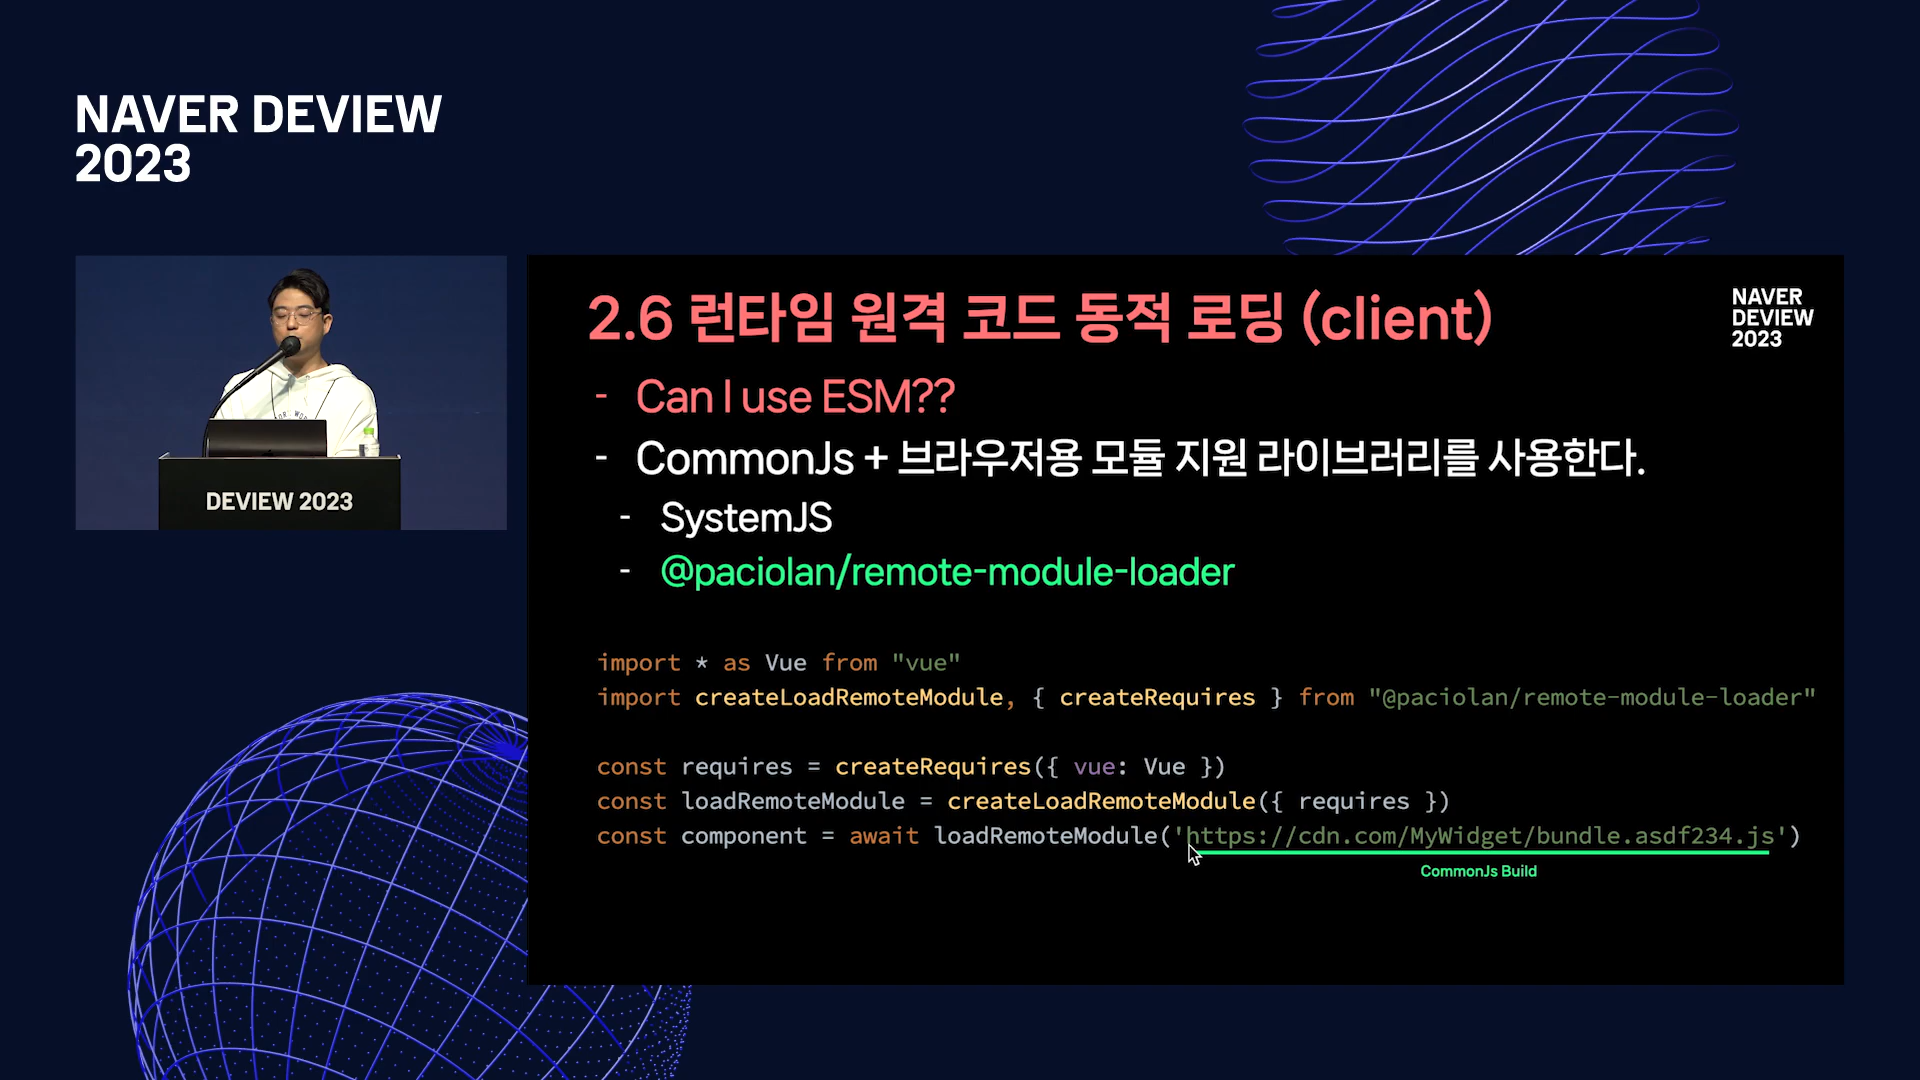 NAVER DEVIEW
2023
DEVIEW 2023
2.6 런타임 원격 코드 동적 로딩 (client)
NAVER
DEVIEW
2023
- Can I use ESM??
- CommonJs + 브라우저용 모듈 지원 라이브러리를 사용한다.
- SystemJS
- @paciolan/remote-module-loader
import * as Vue from "vue"
import createLoadRemoteModule, { createRequires } from "@paciolan/remote-module-loader"
const requires = createRequires({ vue: Vue })
const loadRemoteModule = createLoadRemoteModule({ requires })
const component = await loadRemoteModule('https://cdn.com/MyWidget/bundle.asdf234.js')
CommonJs Build